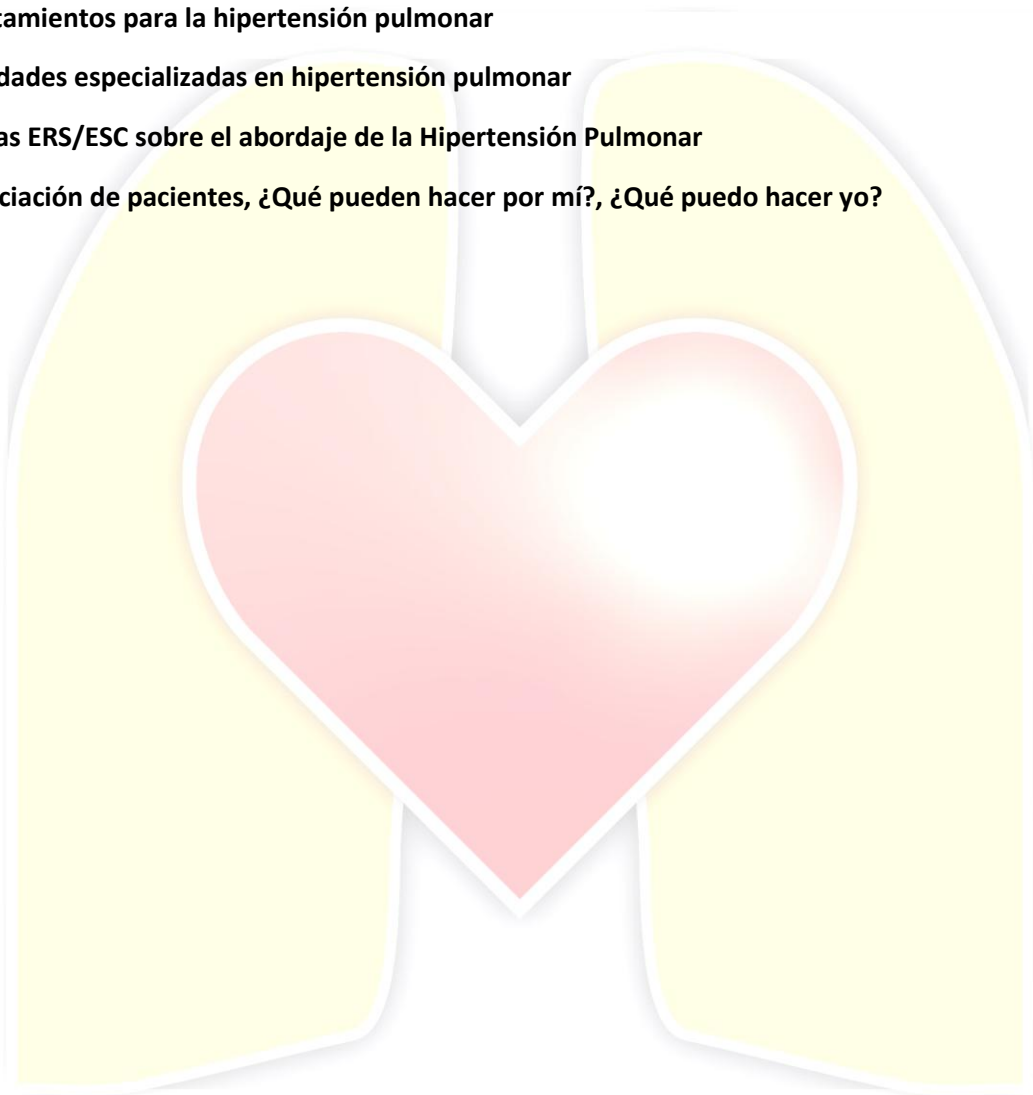 tamientos para la hipertensión pulmonar
dades especializadas en hipertensión pulmonar
as ERS/ESC sobre el abordaje de la Hipertensión Pulmonar
ciación de pacientes, ¿Qué pueden hacer por mí?, ¿Qué puedo hacer yo?